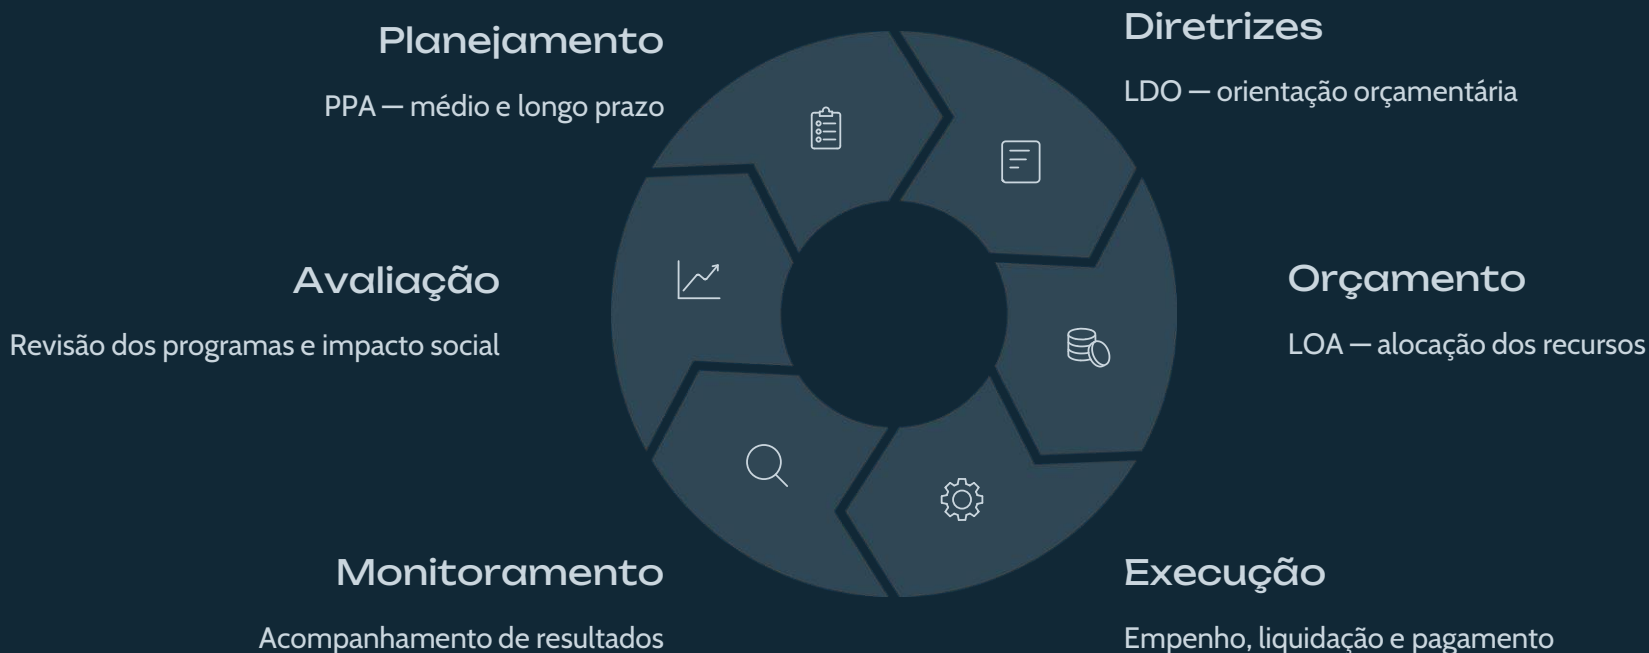 Planejamento
PPA — médio e longo prazo
Diretrizes
LDO — orientação orçamentária
Orçamento
LOA — alocação dos recursos
Execução
Empenho, liquidação e pagamento
Monitoramento
Acompanhamento de resultados
Avaliação
Revisão dos programas e impacto social